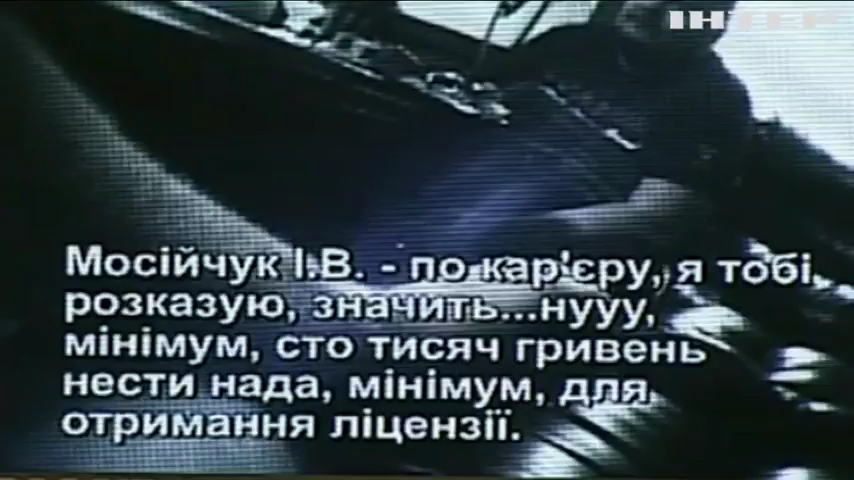 ІНТЕР
Мосійчук І.В. - по кар'єру, я тобі,
розказую, значить...нууу,
мінімум, сто тисяч гривень
нести нада, мінімум, для
отримання ліцензії.